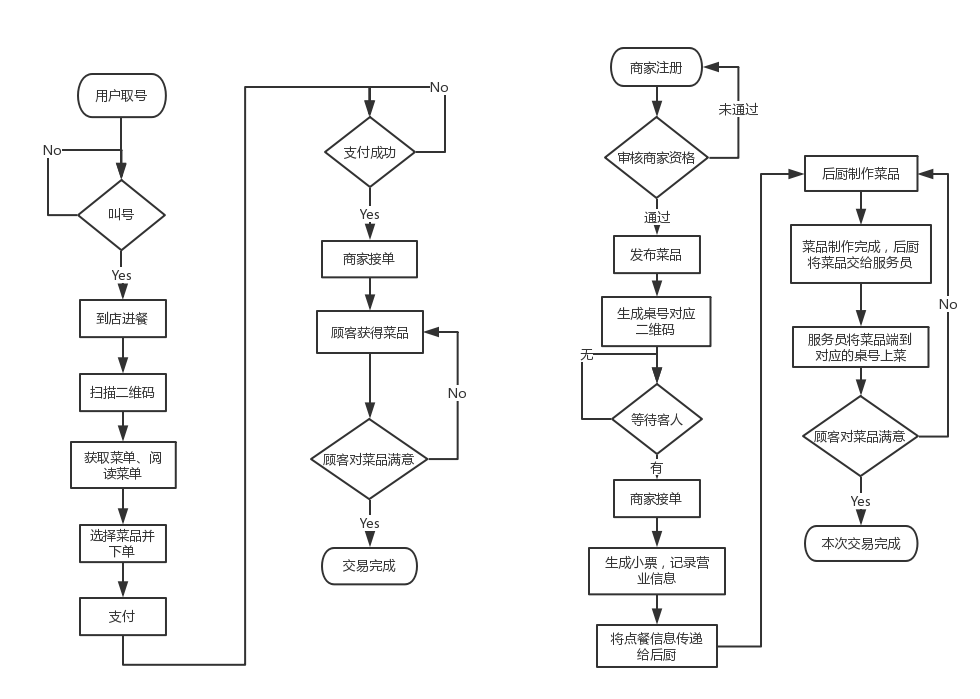 用户取号
No
叫号
Yes
到店进餐
扫描二维码
获取菜单、阅
读菜单
选择菜品并
下单
支付
No
支付成功
Yes
商家接单
顾客获得菜品
No
顾客对菜品满意
Yes
交易完成
商家注册
未通过
审核商家资格
通过
发布菜品
生成桌号对应
二维码
无
等待客人
有
商家接单
生成小票，记录营
业信息
将点餐信息传递
给后厨
后厨制作菜品
菜品制作完成，后厨
将菜品交给服务员
No
服务员将菜品端到
对应的桌号上菜
顾客对菜品满意
Yes
本次交易完成